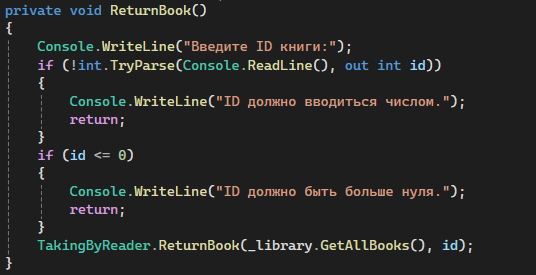 private void ReturnBook()
{
Console.WriteLine("Введите ID книги:");
if (!int.TryParse(Console.ReadLine(), out int id))
{
Console.WriteLine("ID должно вводиться числом.");
return;
}
if (id <= 0)
{
Console.WriteLine("ID должно быть больше нуля.");
return;
}
TakingByReader.ReturnBook(_library.GetAllBooks(), id);
}